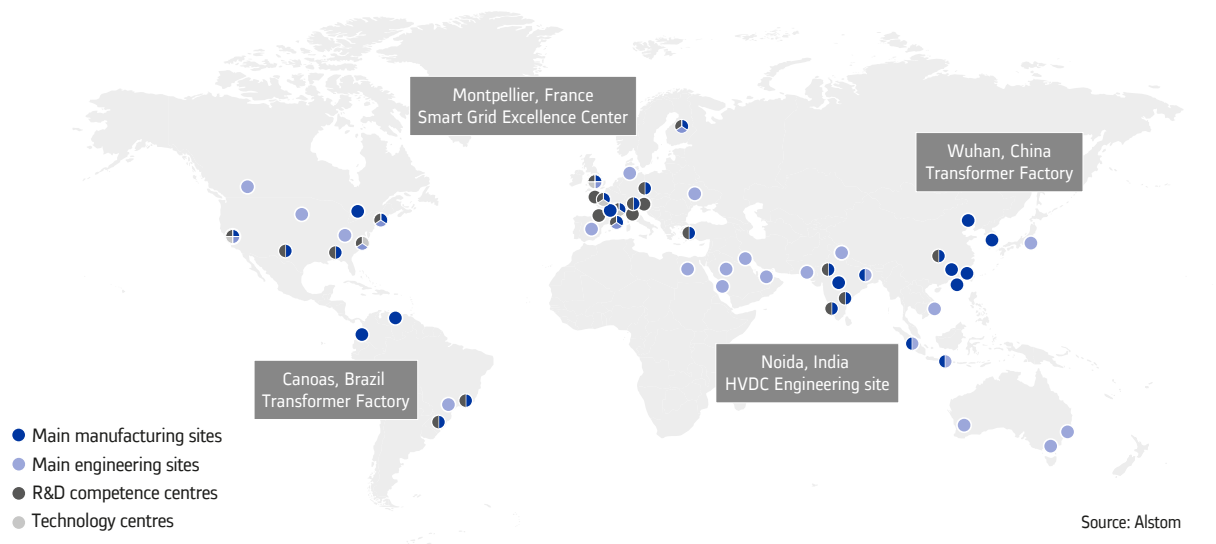 Montpellier, France
Smart Grid Excellence Center
Wuhan, China
Transformer Factory
Noida, India
HVDC Engineering site
Canoas, Brazil
Transformer Factory
Main manufacturing sites
Main engineering sites
R&D competence centres
Technology centres
Source: Alstom